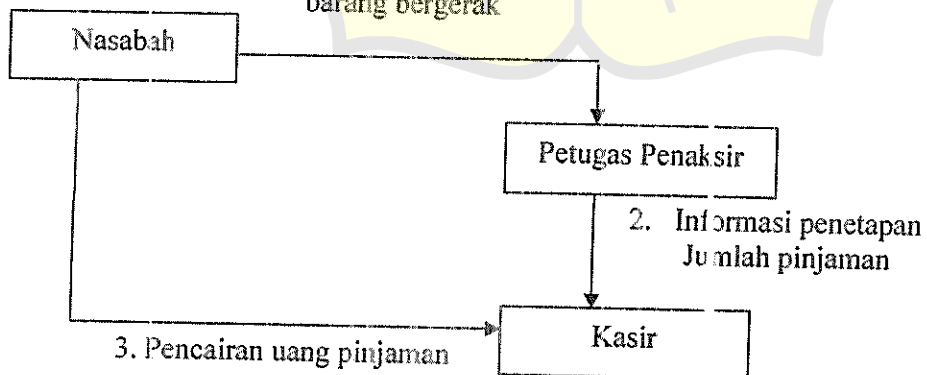 barang bergerak
Nasabah
Petugas Penaksir
2. Informasi penetapan
Jumlah pinjaman
3. Pencairan uang pinjaman
Kasir